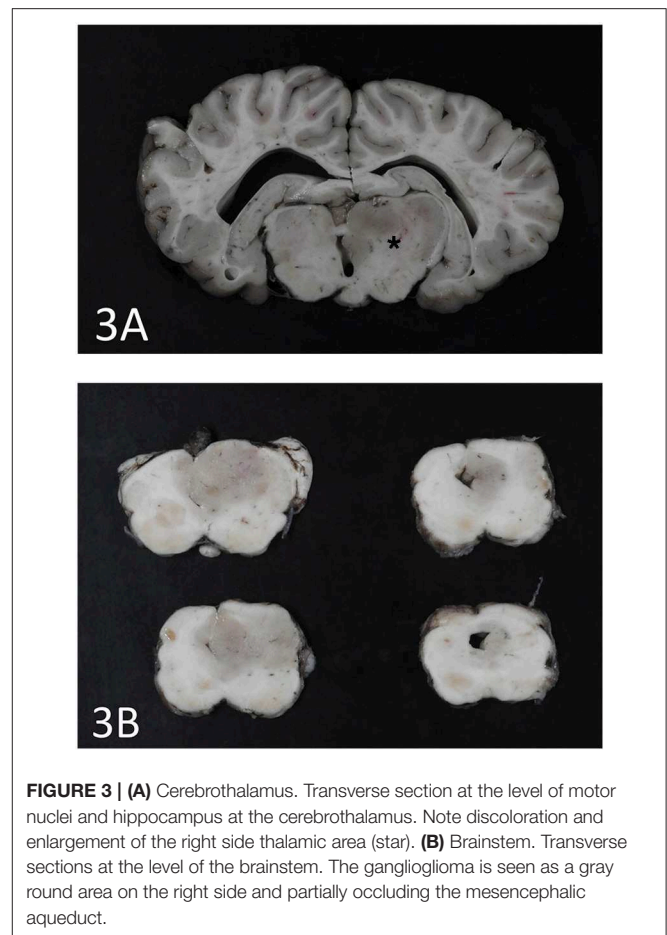 3A
*
3B
FIGURE 3 | (A) Cerebrothalamus. Transverse section at the level of motor
nuclei and hippocampus at the cerebrothalamus. Note discoloration and
enlargement of the right side thalamic area (star). (B) Brainstem. Transverse
sections at the level of the brainstem. The ganglioglioma is seen as a gray
round area on the right side and partially occluding the mesencephalic
aqueduct.